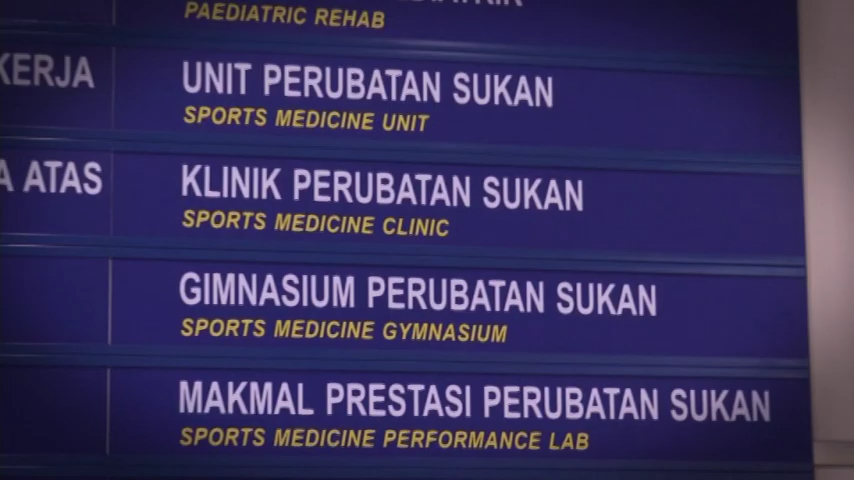 PAEDIATRIC REHAB
KERJA
UNIT PERUBATAN SUKAN
SPORTS MEDICINE UNIT
ATAS
KLINIK PERUBATAN SUKAN
SPORTS MEDICINE CLINIC
GIMNASIUM PERUBATAN SUKAN
SPORTS MEDICINE GYMNASIUM
MAKMAL PRESTASI PERUBATAN SUKAN
SPORTS MEDICINE PERFORMANCE LAB